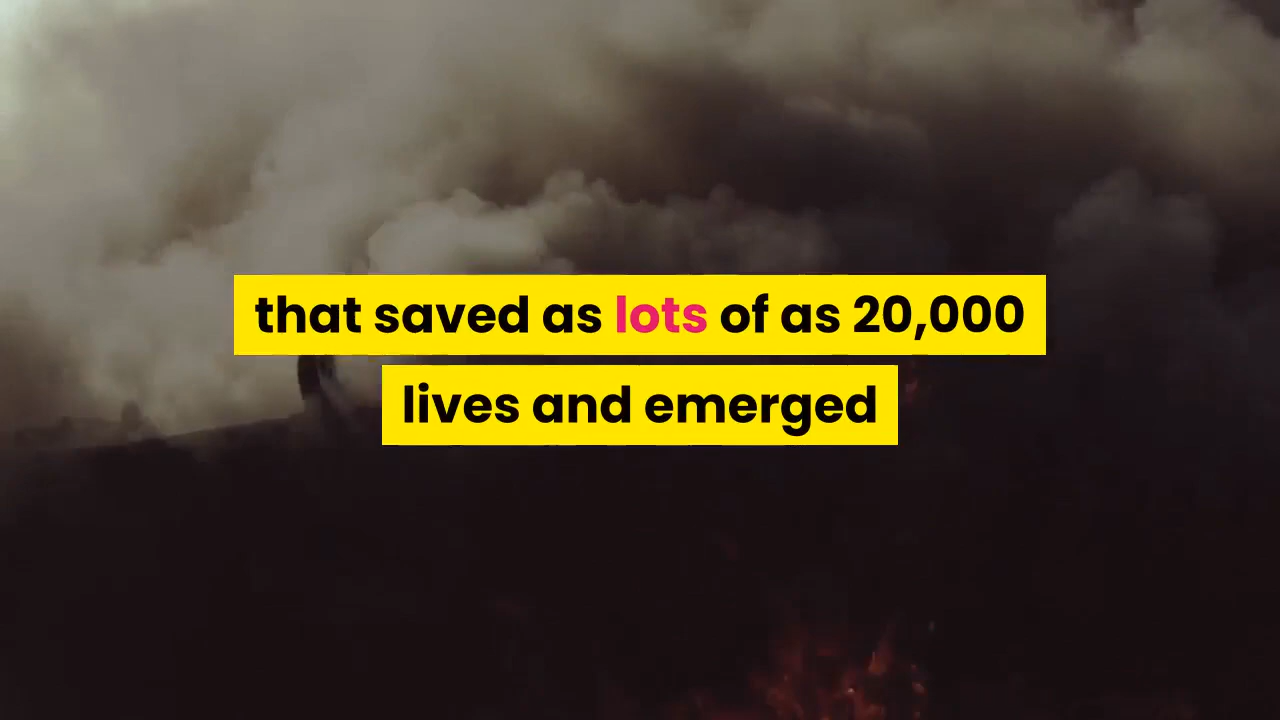 that saved as lots of as 20,000
lives and emerged